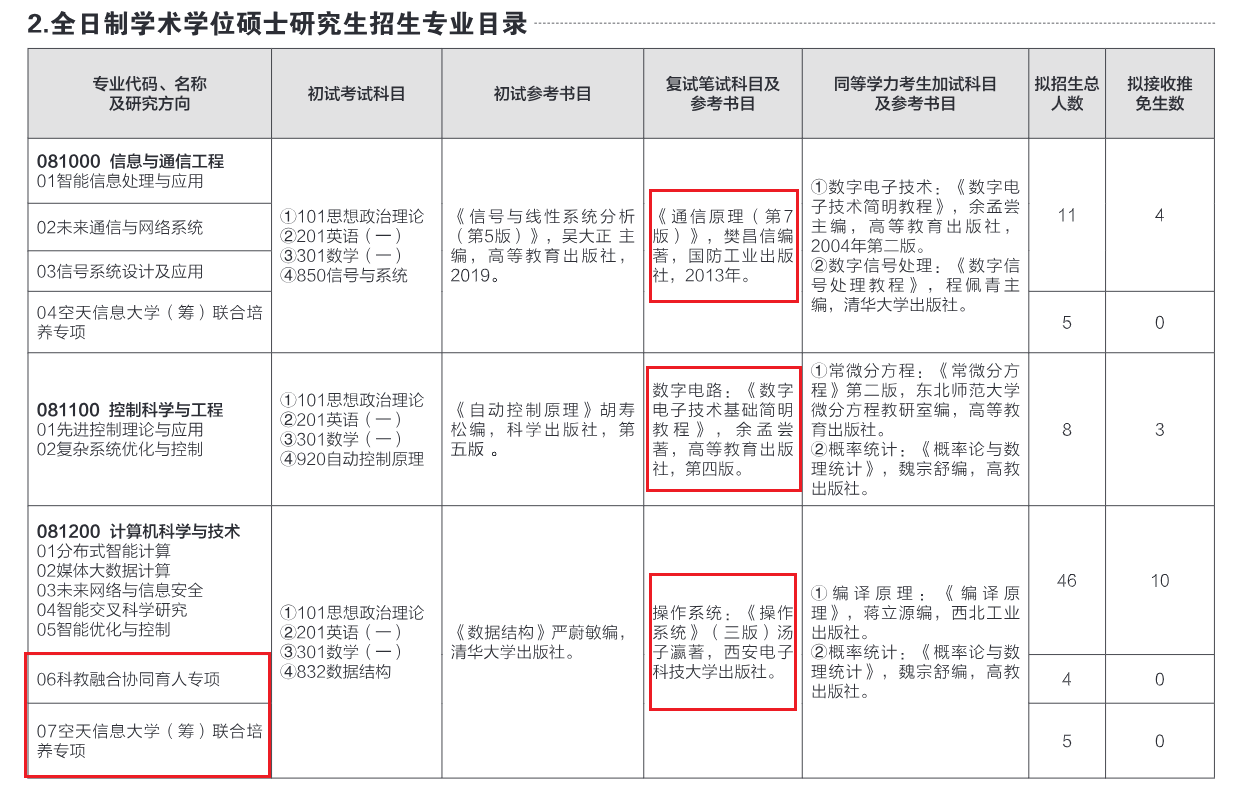 2.全日制学术学位硕士研究生招生专业目录
专业代码、名称
及研究方向
初试考试科目
初试参考书目
复试笔试科目及
参考书目
同等学力考生加试科目
及参考书目
拟招生总
人数
拟接收推
免生数
081000 信息与通信工程
01智能信息处理与应用
02未来通信与网络系统
03信号系统设计及应用
04空天信息大学（筹）联合培
养专项
①101思想政治理论
②201英语（一）
③301数学（一）
④850信号与系统
《信号与线性系统分析
（第5版）》，吴大正 主
编，高等教育出版社，
2019。
《通信原理（第7
版）》，樊昌信编
著，国防工业出版
社，2013年。
①数字电子技术：《数字电
子技术简明教程》，余孟尝
主编，高等教育出版社，
2004年第二版。
②数字信号处理：《数字信
号处理教程》，程佩青主
编，清华大学出版社。
11
4
5
0
081100 控制科学与工程
01先进控制理论与应用
02复杂系统优化与控制
①101思想政治理论
②201英语（一）
③301数学（一）
④920自动控制原理
《自动控制原理》胡寿
松编，科学出版社，第
五版 。
数字电路：《数字
电子技术基础简明
教程》，余孟尝
著，高等教育出版
社，第四版。
①常微分方程：《常微分方
程》第二版，东北师范大学
微分方程教研室编，高等教
育出版社。
②概率统计：《概率论与数
理统计》，魏宗舒编，高教
出版社。
8
3
081200 计算机科学与技术
01分布式智能计算
02媒体大数据计算
03未来网络与信息安全
04智能交叉科学研究
05智能优化与控制
06科教融合协同育人专项
07空天信息大学（筹）联合培
养专项
①101思想政治理论
②201英语（一）
③301数学（一）
④832数据结构
《数据结构》严蔚敏编，
清华大学出版社。
操作系统：《操作
系统》（三版）汤
子瀛著，西安电子
科技大学出版社。
①编译原理：《编译原
理》，蒋立源编，西北工业
出版社。
②概率统计：《概率论与数
理统计》，魏宗舒编，高教
出版社。
46
10
4
0
5
0